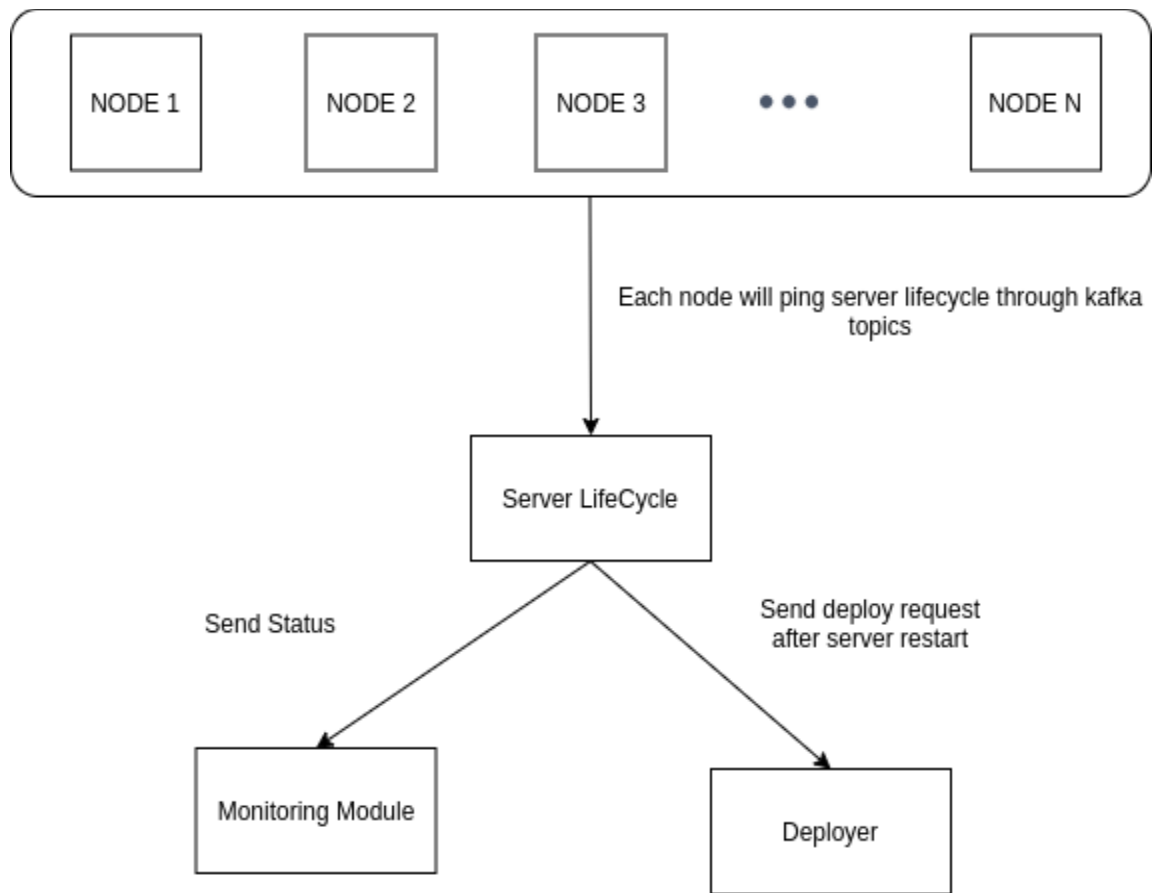 NODE 1
NODE 2
NODE 3
NODE N
Each node will ping server lifecycle through kafka
topics
Server LifeCycle
Send Status
Send deploy request
after server restart
Monitoring Module
Deployer